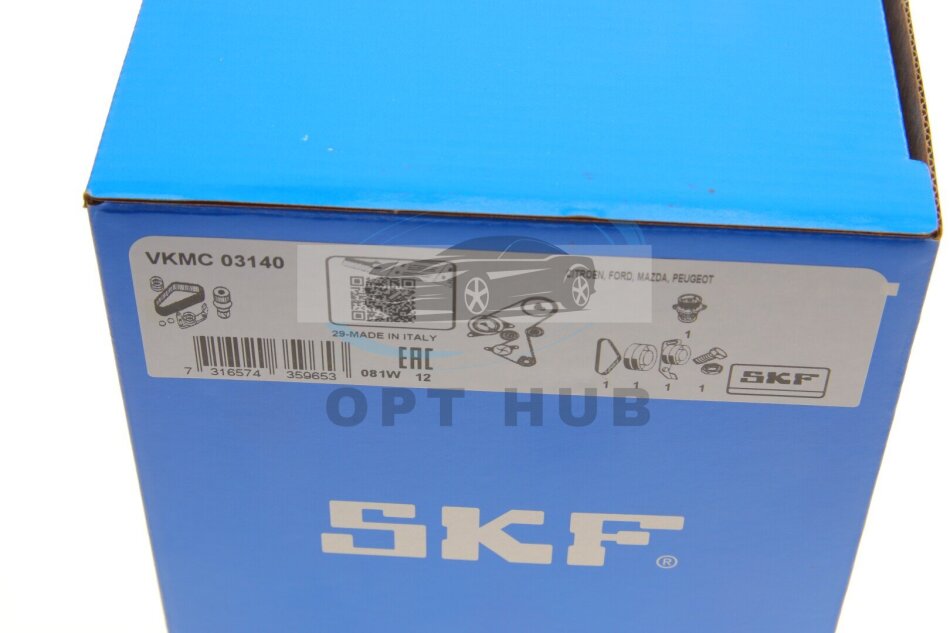 VKMC 03140
CITROEN, FORD, MAZDA, PEUGEOT
29-MADE IN ITALY
1
7 316574 359653
081W
EAC
12
1 1 1 1
SKF
OPT HUB
SKF®